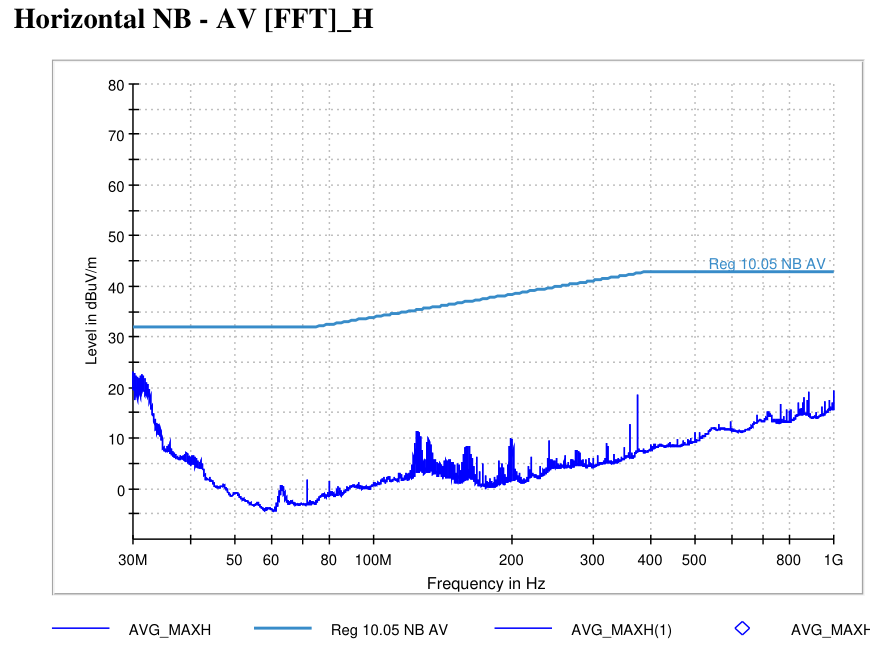 Horizontal NB - AV [FFT]_H
80
70
60
50
40
30
20
10
0
Level in dBuV/m
Reg 10.05 NB AV
30M 50 60 80 100M 200 300 400 500 800 1G
Frequency in Hz
AVG_MAXH Reg 10.05 NB AV AVG_MAXH(1) AVG_MAXH